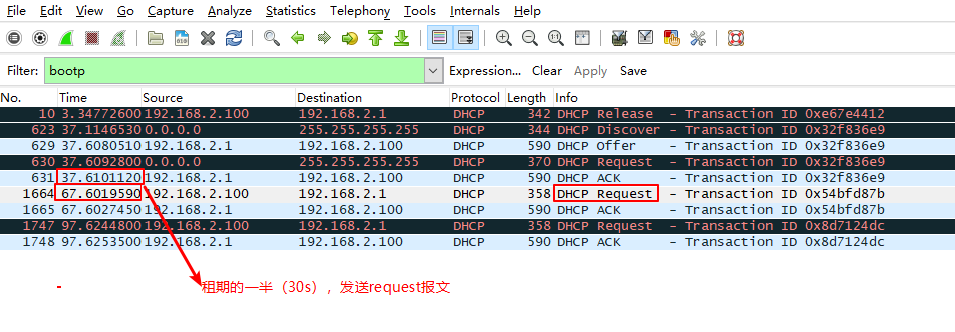 File Edit View Go Capture Analyze Statistics Telephony Tools Internals Help
Filter: bootp Expression... Clear Apply Save
No. Time Source Destination Protocol Length Info
10 3.34772600 192.168.2.100 192.168.2.1 DHCP 342 DHCP Release - Transaction ID 0xe67e4412
623 37.1146530 0.0.0.0 255.255.255.255 DHCP 344 DHCP Discover - Transaction ID 0x32f836e9
629 37.6080510 192.168.2.1 192.168.2.100 DHCP 590 DHCP Offer - Transaction ID 0x32f836e9
630 37.6092800 0.0.0.0 255.255.255.255 DHCP 370 DHCP Request - Transaction ID 0x32f836e9
631 37.6101120 192.168.2.1 192.168.2.100 DHCP 590 DHCP ACK - Transaction ID 0x32f836e9
1664 67.6019590 192.168.2.100 192.168.2.1 DHCP 358 DHCP Request - Transaction ID 0x54bfd87b
1665 67.6027450 192.168.2.1 192.168.2.100 DHCP 590 DHCP ACK - Transaction ID 0x54bfd87b
1747 97.6244800 192.168.2.100 192.168.2.1 DHCP 358 DHCP Request - Transaction ID 0x8d7124dc
1748 97.6253500 192.168.2.1 192.168.2.100 DHCP 590 DHCP ACK - Transaction ID 0x8d7124dc
- 租期的一半（30s），发送request报文